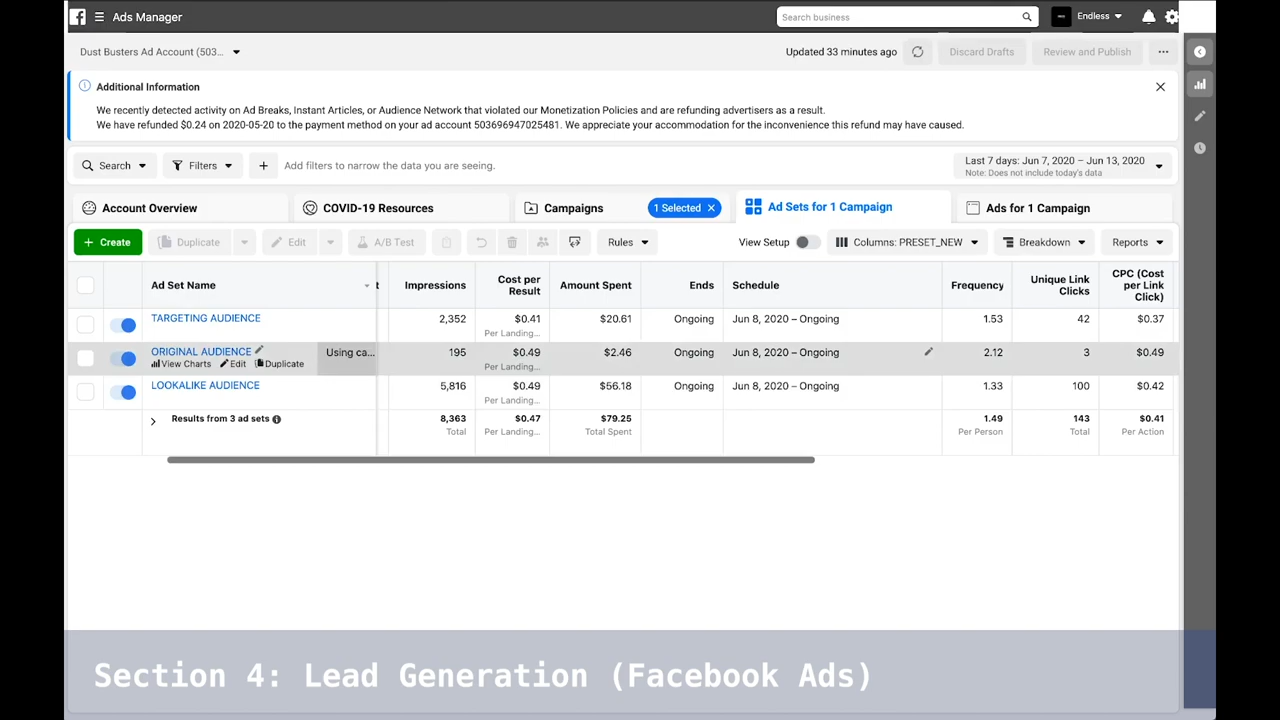 Ads Manager
Search business
Endless
Dust Busters Ad Account (503...
Updated 33 minutes ago
Discard Drafts
Review and Publish
Additional Information
We recently detected activity on Ad Breaks, Instant Articles, or Audience Network that violated our Monetization Policies and are refunding advertisers as a result.
We have refunded $0.24 on 2020-05-20 to the payment method on your ad account 503696947025481. We appreciate your accommodation for the inconvenience this refund may have caused.
Search
Filters
Add filters to narrow the data you are seeing.
Last 7 days: Jun 7, 2020 – Jun 13, 2020
Note: Does not include today's data
Account Overview
COVID-19 Resources
Campaigns
1 Selected
Ad Sets for 1 Campaign
Ads for 1 Campaign
Create
Duplicate
Edit
A/B Test
Rules
View Setup
Columns: PRESET_NEW
Breakdown
Reports
Ad Set Name
t
Impressions
Cost per Result
Amount Spent
Ends
Schedule
Frequency
Unique Link Clicks
CPC (Cost per Link Click)
TARGETING AUDIENCE
2,352
$0.41
Per Landing...
$20.61
Ongoing
Jun 8, 2020 – Ongoing
1.53
42
$0.37
ORIGINAL AUDIENCE
View Charts
Edit
Duplicate
Using ca...
195
$0.49
Per Landing...
$2.46
Ongoing
Jun 8, 2020 – Ongoing
2.12
3
$0.49
LOOKALIKE AUDIENCE
5,816
$0.49
Per Landing...
$56.18
Ongoing
Jun 8, 2020 – Ongoing
1.33
100
$0.42
Results from 3 ad sets
8,363
Total
$0.47
Per Landing...
$79.25
Total Spent
1.49
Per Person
143
Total
$0.41
Per Action
Section 4: Lead Generation (Facebook Ads)